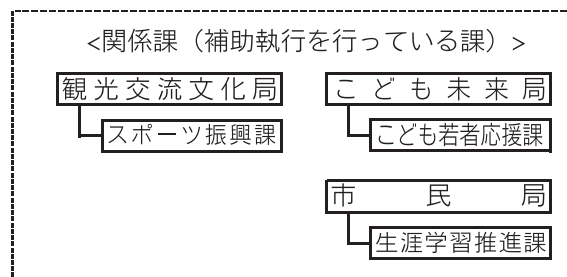 <関係課（補助執行を行っている課）>
観光交流文化局
スポーツ振興課
こども未来局
こども若者応援課
市民局
生涯学習推進課